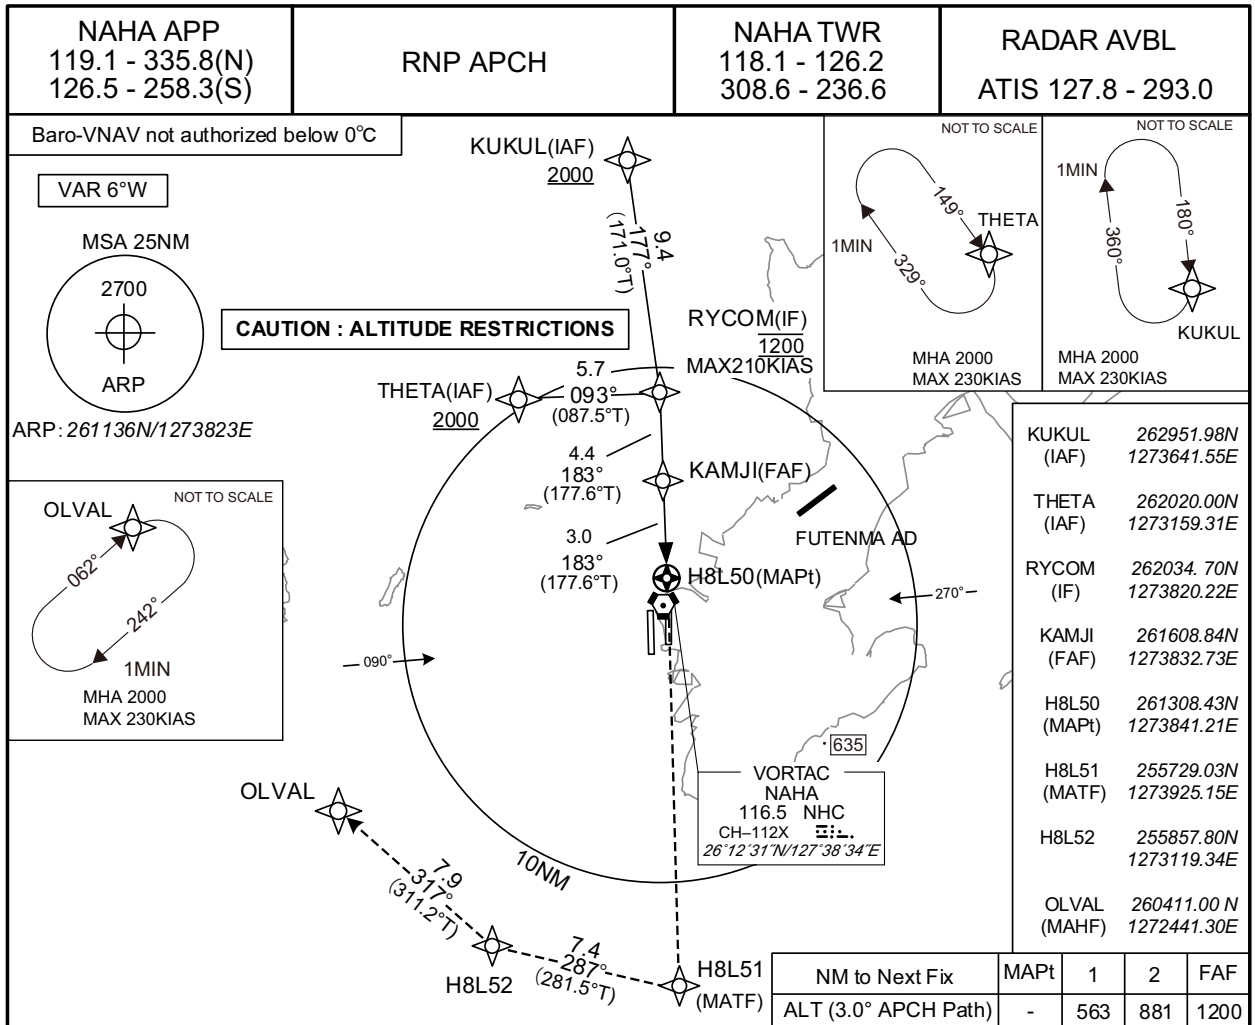 NAHA APP
119.1 - 335.8(N)
126.5 - 258.3(S)
RNP APCH
NAHA TWR
118.1 - 126.2
308.6 - 236.6
RADAR AVBL
ATIS 127.8 - 293.0
Baro-VNAV not authorized below 0°C
VAR 6°W
MSA 25NM
2700
ARP
ARP: 261136N/1273823E
CAUTION : ALTITUDE RESTRICTIONS
KUKUL(IAF)
2000
9.4
177°
(171.0°T)
RYCOM(IF)
1200
MAX210KIAS
THETA(IAF)
2000
5.7
093°
(087.5°T)
4.4
183°
(177.6°T)
KAMJI(FAF)
3.0
183°
(177.6°T)
H8L50(MAPt)
FUTENMA AD
270°
090°
635
VORTAC
NAHA
116.5 NHC
CH–112X
26°12′31″N/127°38′34″E
10NM
OLVAL
7.9
317°
(311.2°T)
H8L52
7.4
287°
(281.5°T)
H8L51
(MATF)
NOT TO SCALE
OLVAL
062°
242°
1MIN
MHA 2000
MAX 230KIAS
NOT TO SCALE
149°
THETA
1MIN
329°
MHA 2000
MAX 230KIAS
NOT TO SCALE
1MIN
180°
360°
KUKUL
MHA 2000
MAX 230KIAS
KUKUL 262951.98N
(IAF) 1273641.55E
THETA 262020.00N
(IAF) 1273159.31E
RYCOM 262034. 70N
(IF) 1273820.22E
KAMJI 261608.84N
(FAF) 1273832.73E
H8L50 261308.43N
(MAPt) 1273841.21E
H8L51 255729.03N
(MATF) 1273925.15E
H8L52 255857.80N
1273119.34E
OLVAL 260411.00 N
(MAHF) 1272441.30E
NM to Next Fix MAPt 1 2 FAF
ALT (3.0° APCH Path) - 563 881 1200